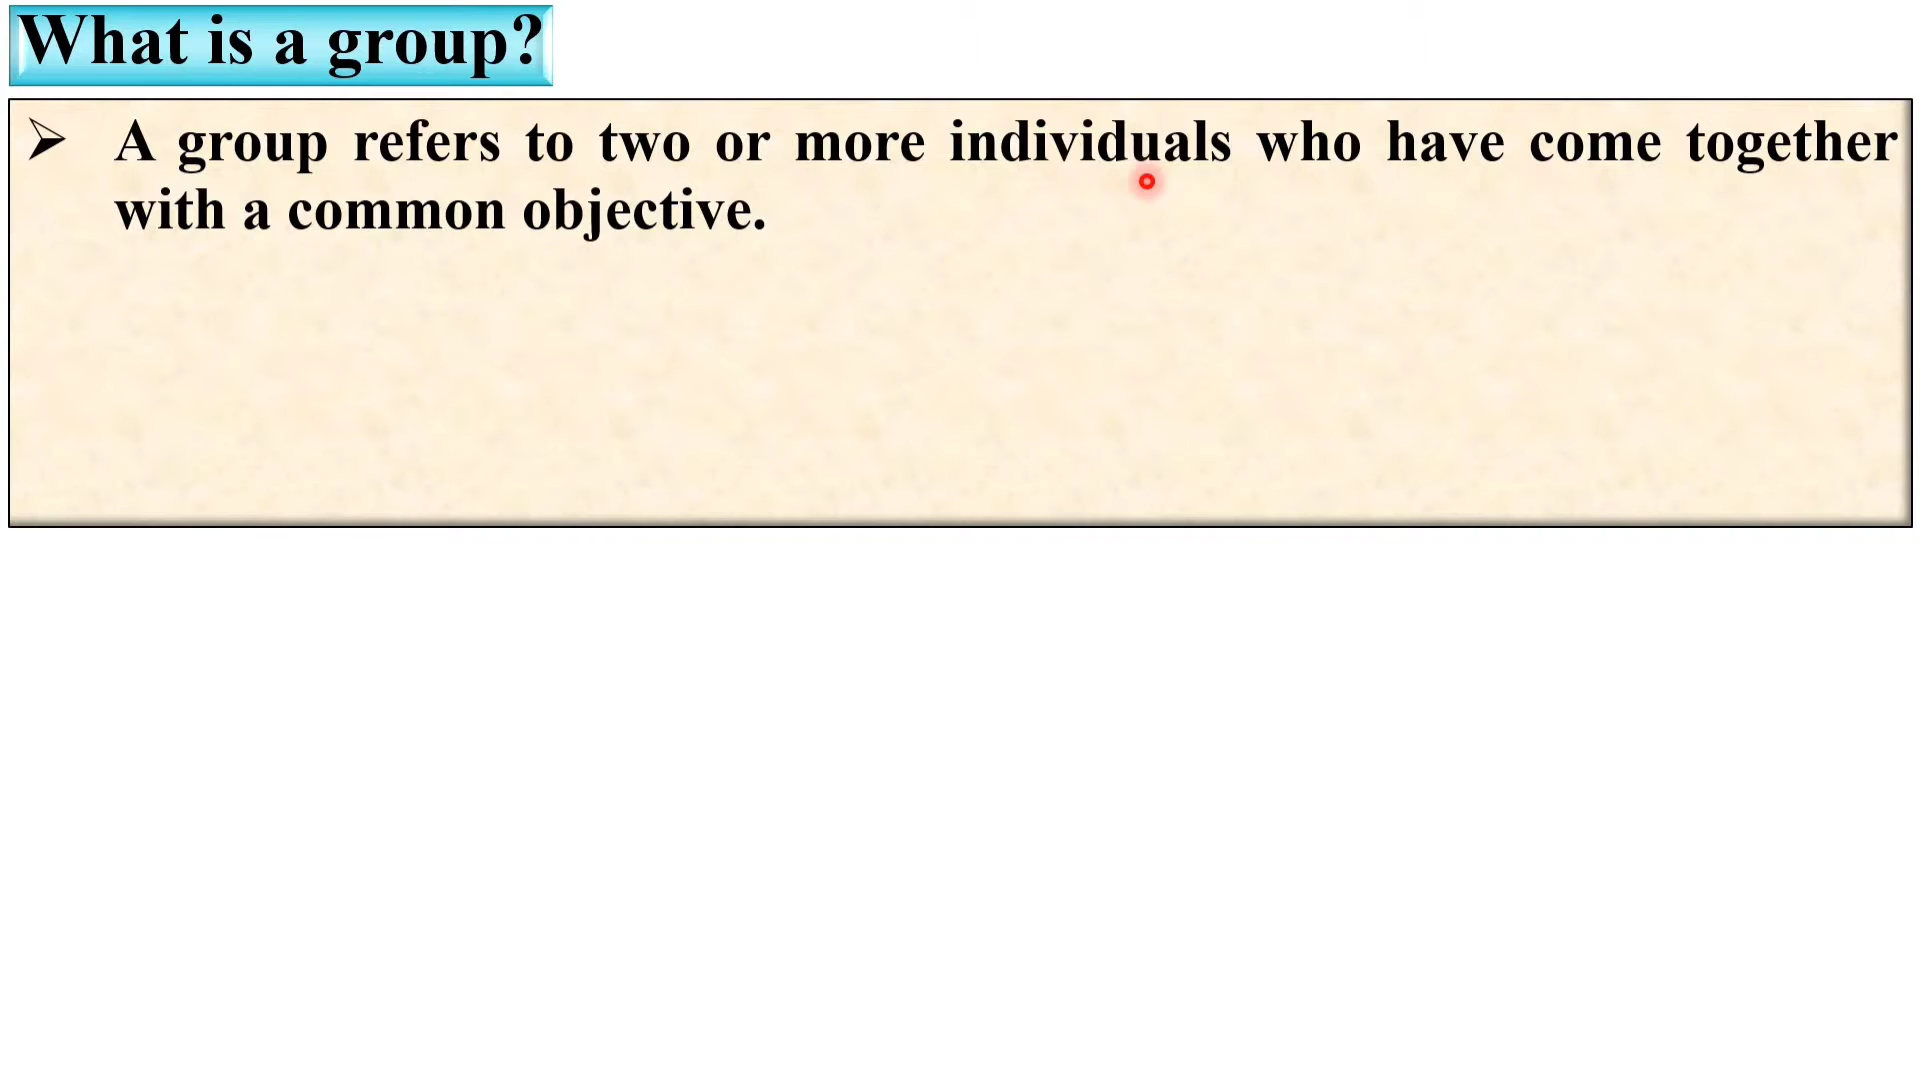 What is a group?
➢ A group refers to two or more individuals who have come together
with a common objective.